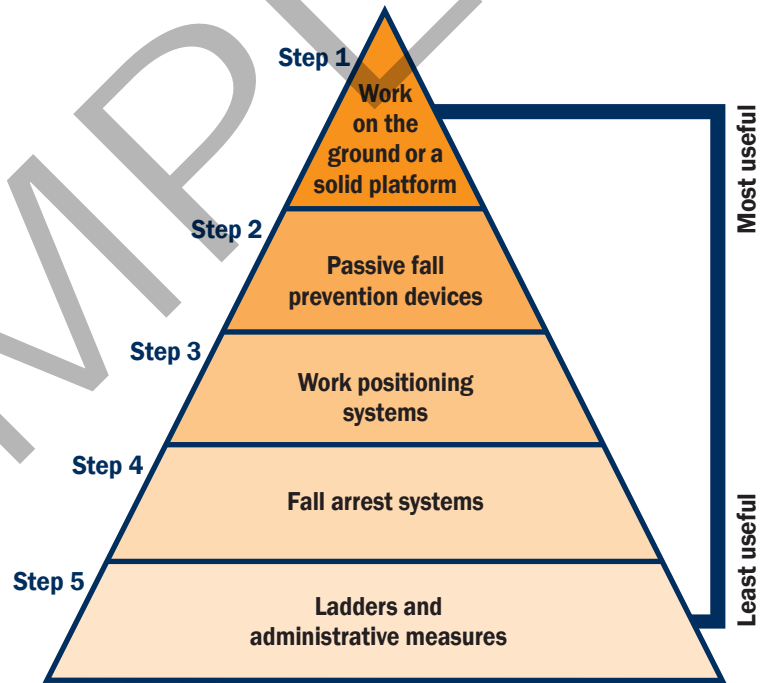 Step 1
Work
on the
ground or a
solid platform
Most useful
Step 2
Passive fall
prevention devices
Step 3
Work positioning
systems
Step 4
Fall arrest systems
Step 5
Ladders and
administrative measures
Least useful